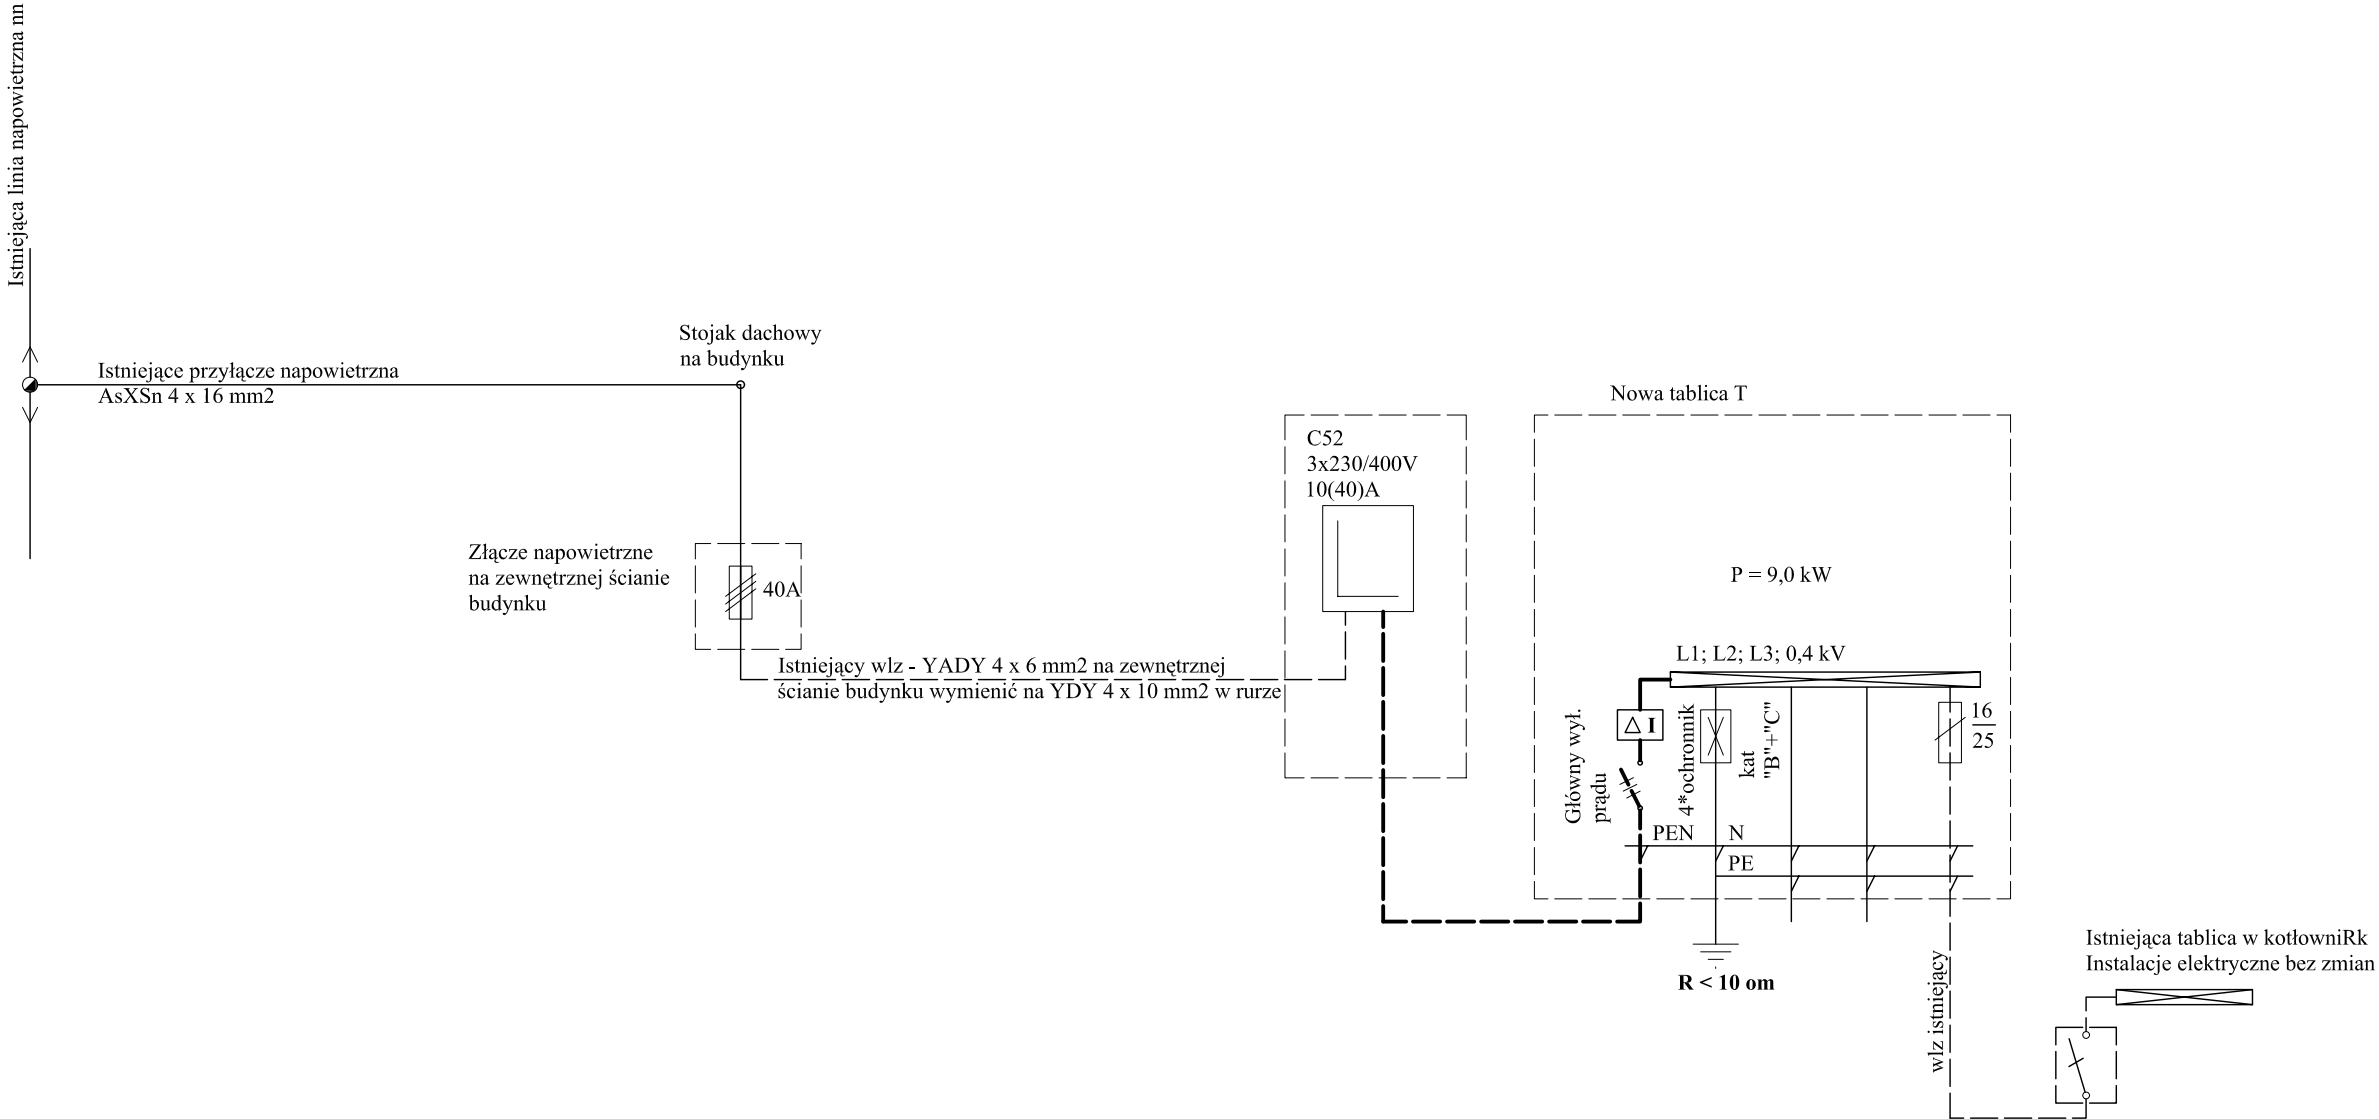 Istniejąca linia napowietrzna nn
Istniejące przyłącze napowietrzna
AsXSn 4 x 16 mm2
Stojak dachowy
na budynku
Złącze napowietrzne
na zewnętrznej ścianie
budynku
40A
Istniejący wlz - YADY 4 x 6 mm2 na zewnętrznej
ścianie budynku wymienić na YDY 4 x 10 mm2 w rurze
C52
3x230/400V
10(40)A
Nowa tablica T
P = 9,0 kW
L1; L2; L3; 0,4 kV
Główny wył.
prądu
△ I
4*ochronnik
kat
"B"+"C"
16
25
PEN
N
PE
R < 10 om
wlz istniejący
Istniejąca tablica w kotłowniRk
Instalacje elektryczne bez zmian